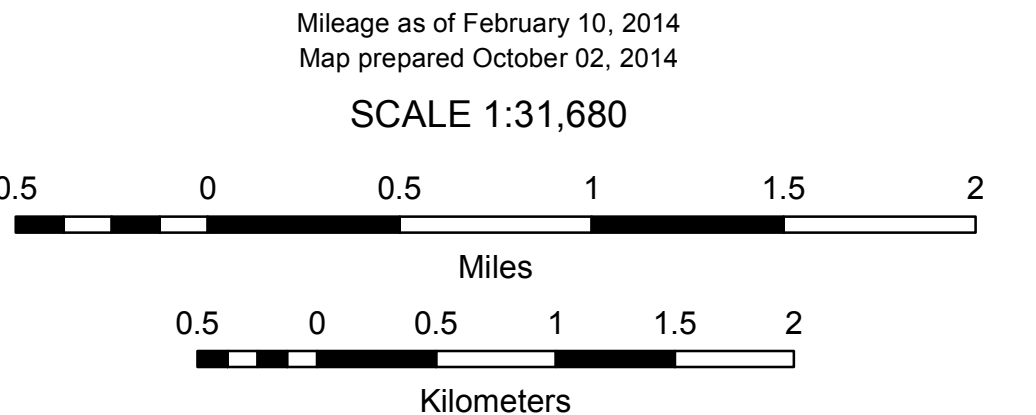 Mileage as of February 10, 2014
Map prepared October 02, 2014
SCALE 1:31,680
0.5 0 0.5 1 1.5 2
Miles
0.5 0 0.5 1 1.5 2
Kilometers